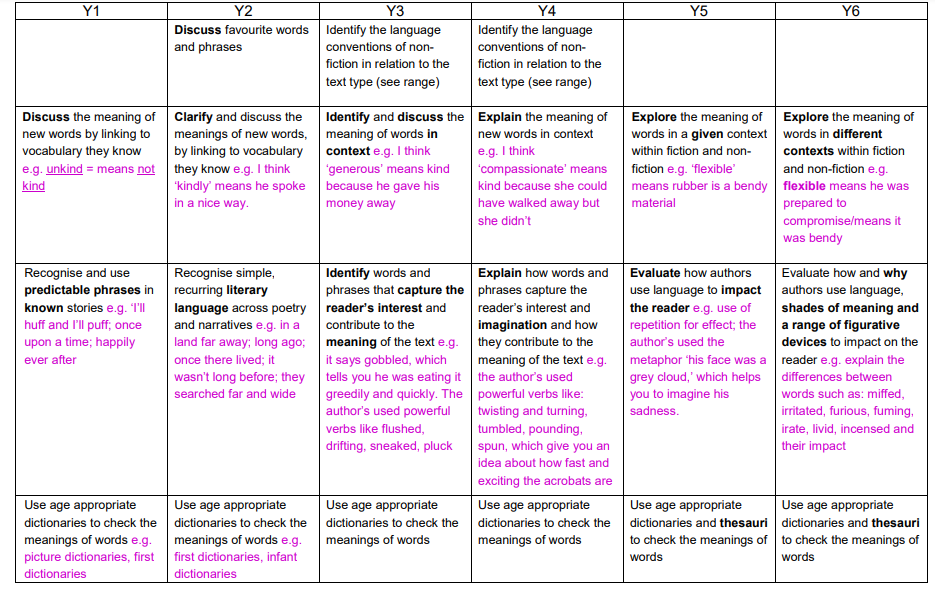 Y1
Y2
Y3
Y4
Y5
Y6
Discuss favourite words
and phrases
Identify the language
conventions of non-
fiction in relation to the
text type (see range)
Identify the language
conventions of non-
fiction in relation to the
text type (see range)
Discuss the meaning of
new words by linking to
vocabulary they know
e.g. unkind = means not
kind
Clarify and discuss the
meanings of new words,
by linking to vocabulary
they know e.g. I think
‘kindly’ means he spoke
in a nice way.
Identify and discuss the
meaning of words in
context e.g. I think
‘generous’ means kind
because he gave his
money away
Explain the meaning of
new words in context
e.g. I think
‘compassionate’ means
kind because she could
have walked away but
she didn’t
Explore the meaning of
words in a given context
within fiction and non-
fiction e.g. ‘flexible’
means rubber is a bendy
material
Explore the meaning of
words in different
contexts within fiction
and non-fiction e.g.
flexible means he was
prepared to
compromise/means it
was bendy
Recognise and use
predictable phrases in
known stories e.g. ‘I’ll
huff and I’ll puff; once
upon a time; happily
ever after
Recognise simple,
recurring literary
language across poetry
and narratives e.g. in a
land far away; long ago;
once there lived; it
wasn’t long before; they
searched far and wide
Identify words and
phrases that capture the
reader’s interest and
contribute to the
meaning of the text e.g.
it says gobbled, which
tells you he was eating it
greedily and quickly. The
author’s used powerful
verbs like flushed,
drifting, sneaked, pluck
Explain how words and
phrases capture the
reader’s interest and
imagination and how
they contribute to the
meaning of the text e.g.
the author’s used
powerful verbs like:
twisting and turning,
tumbled, pounding,
spun, which give you an
idea about how fast and
exciting the acrobats are
Evaluate how authors
use language to impact
the reader e.g. use of
repetition for effect; the
author’s used the
metaphor ‘his face was a
grey cloud,’ which helps
you to imagine his
sadness.
Evaluate how and why
authors use language,
shades of meaning and
a range of figurative
devices to impact on the
reader e.g. explain the
differences between
words such as: miffed,
irritated, furious, fuming,
irate, livid, incensed and
their impact
Use age appropriate
dictionaries to check the
meanings of words e.g.
picture dictionaries, first
dictionaries
Use age appropriate
dictionaries to check the
meanings of words e.g.
first dictionaries, infant
dictionaries
Use age appropriate
dictionaries to check the
meanings of words
Use age appropriate
dictionaries to check the
meanings of words
Use age appropriate
dictionaries and thesauri
to check the meanings of
words
Use age appropriate
dictionaries and thesauri
to check the meanings of
words